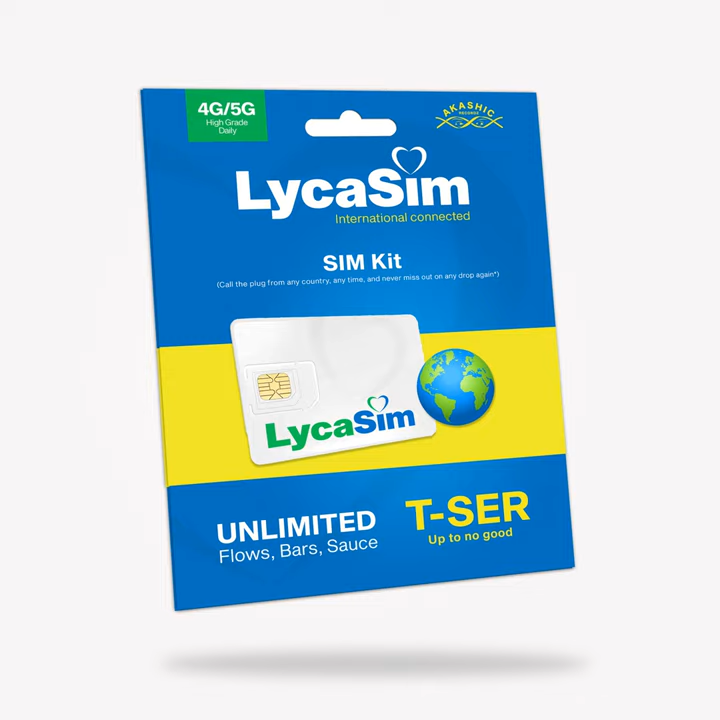 4G/5G
High Grade
Daily
AKASHIC
RECORDS
LycaSim
International connected
SIM Kit
(Call the plug from any country, any time, and never miss out on any drop again*)
LycaSim
UNLIMITED
Flows, Bars, Sauce
T-SER
Up to no good